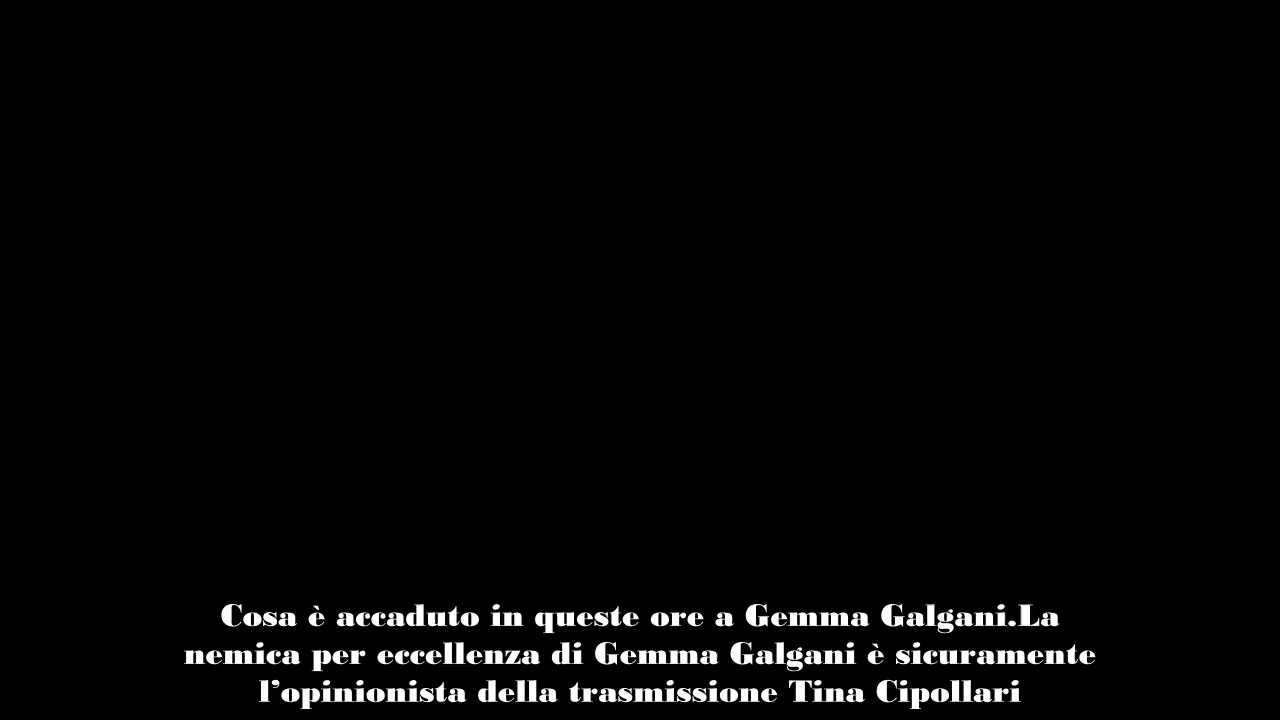 Cosa è accaduto in queste ore a Gemma Galgani.La
nemica per eccellenza di Gemma Galgani è sicuramente
l’opinionista della trasmissione Tina Cipollari